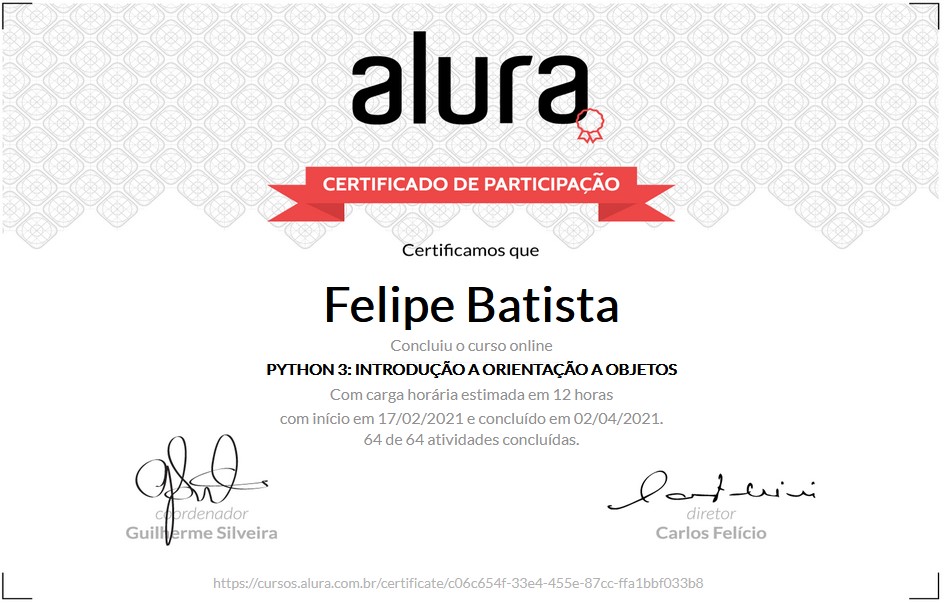 alura
CERTIFICADO DE PARTICIPAÇÃO
Certificamos que
Felipe Batista
Concluiu o curso online
PYTHON 3: INTRODUÇÃO A ORIENTAÇÃO A OBJETOS
Com carga horária estimada em 12 horas
com início em 17/02/2021 e concluído em 02/04/2021.
64 de 64 atividades concluídas.
coordenador
Guilherme Silveira
diretor
Carlos Felício
https://cursos.alura.com.br/certificate/c06c654f-33e4-455e-87cc-ffa1bbf033b8